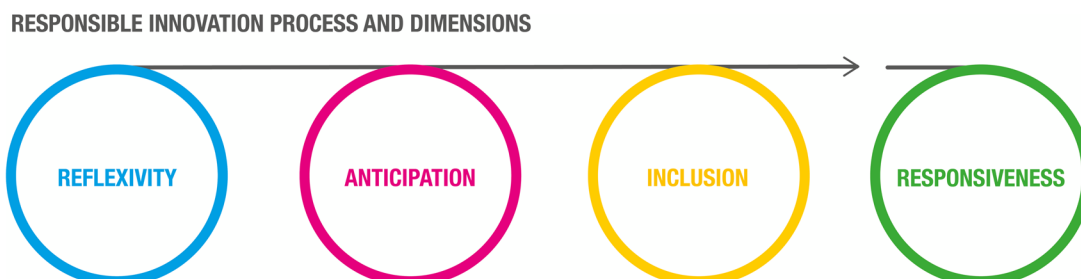 RESPONSIBLE INNOVATION PROCESS AND DIMENSIONS
REFLEXIVITY
ANTICIPATION
INCLUSION
RESPONSIVENESS